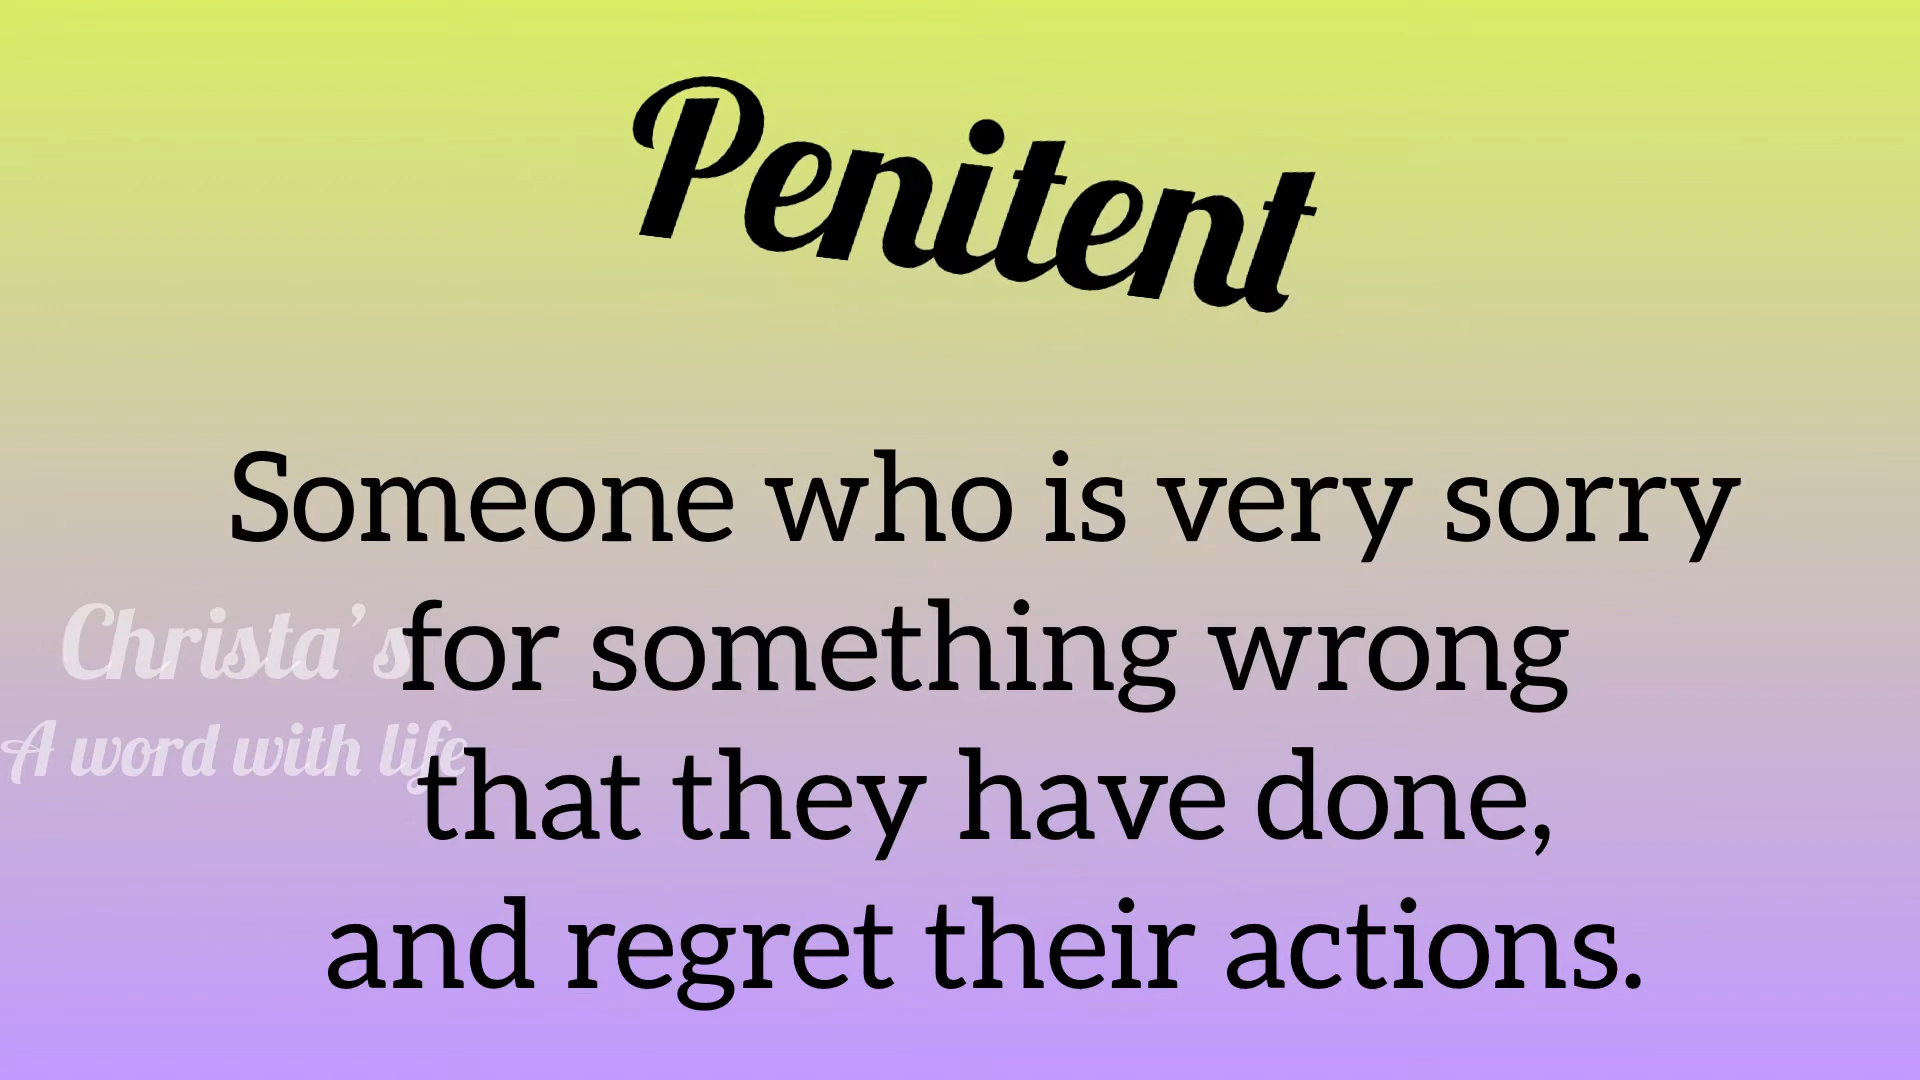 Penitent
Someone who is very sorry
for something wrong
that they have done,
and regret their actions.
Christa's
A word with life